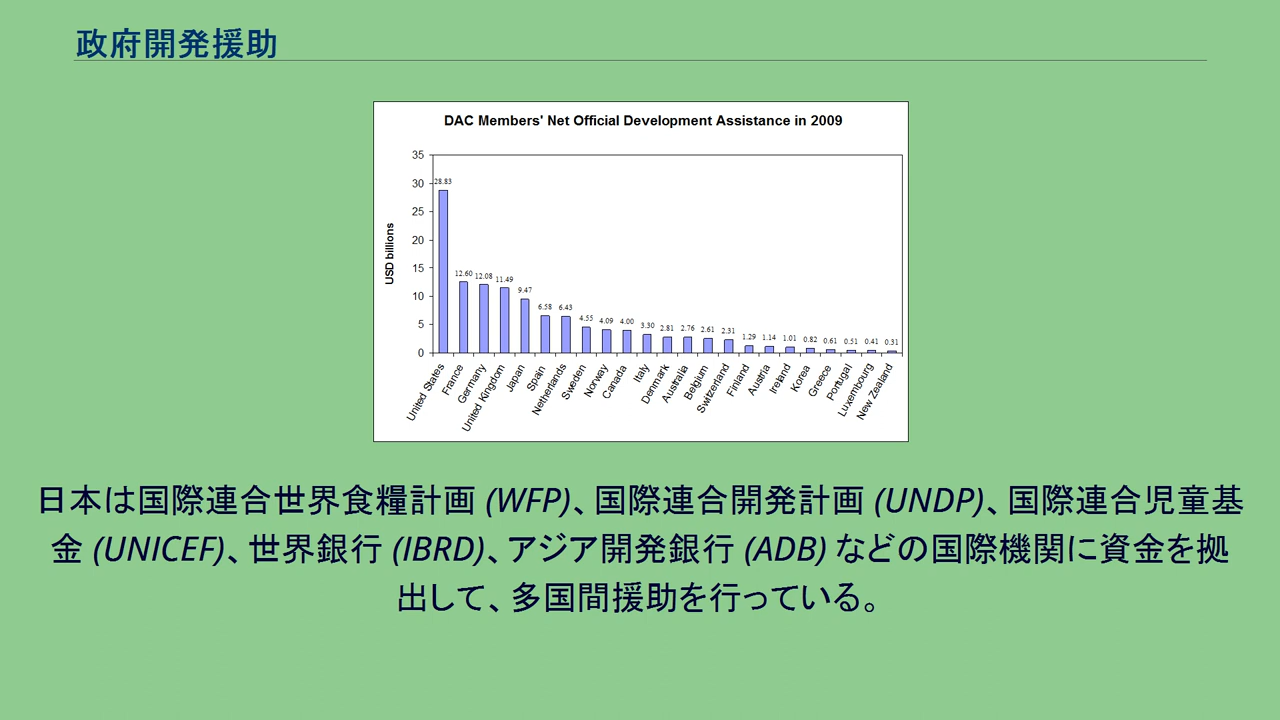 政府開発援助
DAC Members' Net Official Development Assistance in 2009
USD billions
35
30
25
20
15
10
5
0
28.83
12.60
12.08
11.49
9.47
6.58
6.43
4.55
4.09
4.00
3.30
2.81
2.76
2.61
2.31
1.29
1.14
1.01
0.82
0.61
0.51
0.41
0.31
United States
France
Germany
United Kingdom
Japan
Spain
Netherlands
Sweden
Norway
Canada
Italy
Denmark
Australia
Belgium
Switzerland
Finland
Austria
Ireland
Korea
Greece
Portugal
Luxembourg
New Zealand
日本は国際連合世界食糧計画 (WFP)、国際連合開発計画 (UNDP)、国際連合児童基
金 (UNICEF)、世界銀行 (IBRD)、アジア開発銀行 (ADB) などの国際機関に資金を拠
出して、多国間援助を行っている。